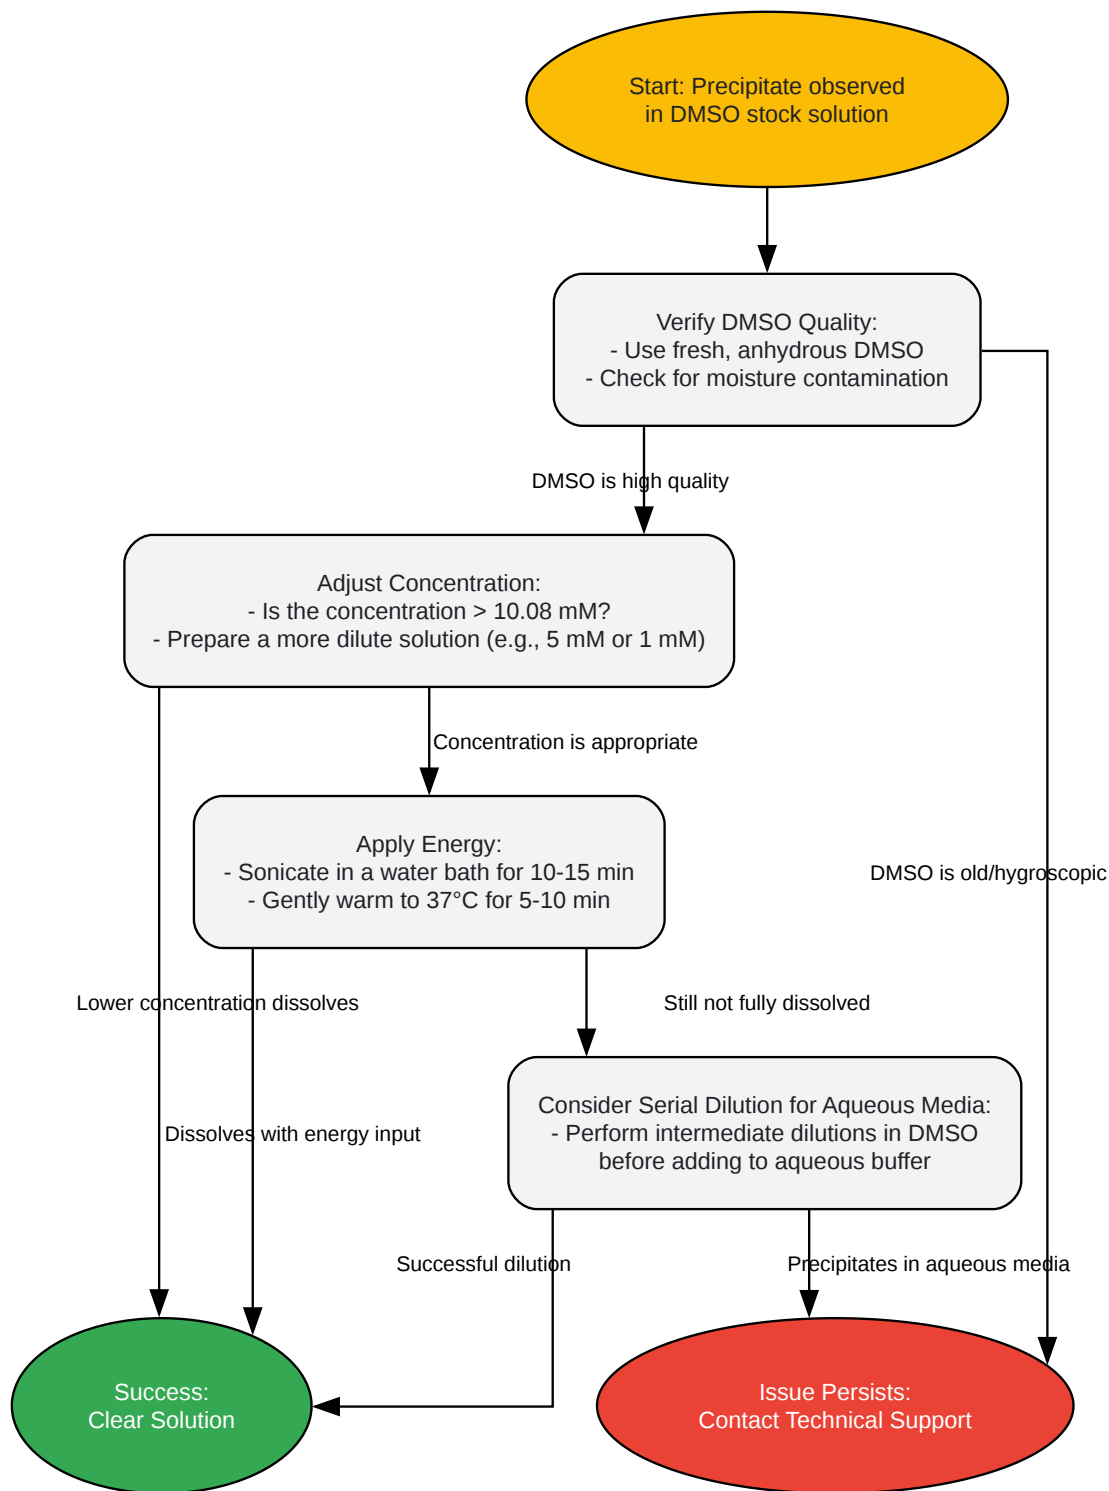 Start: Precipitate observed
in DMSO stock solution
Verify DMSO Quality:
- Use fresh, anhydrous DMSO
- Check for moisture contamination
DMSO is high quality
Adjust Concentration:
- Is the concentration > 10.08 mM?
- Prepare a more dilute solution (e.g., 5 mM or 1 mM)
Concentration is appropriate
Apply Energy:
- Sonicate in a water bath for 10-15 min
- Gently warm to 37°C for 5-10 min
DMSO is old/hygroscopic
Lower concentration dissolves
Still not fully dissolved
Consider Serial Dilution for Aqueous Media:
- Perform intermediate dilutions in DMSO
before adding to aqueous buffer
Dissolves with energy input
Successful dilution
Precipitates in aqueous media
Success:
Clear Solution
Issue Persists:
Contact Technical Support